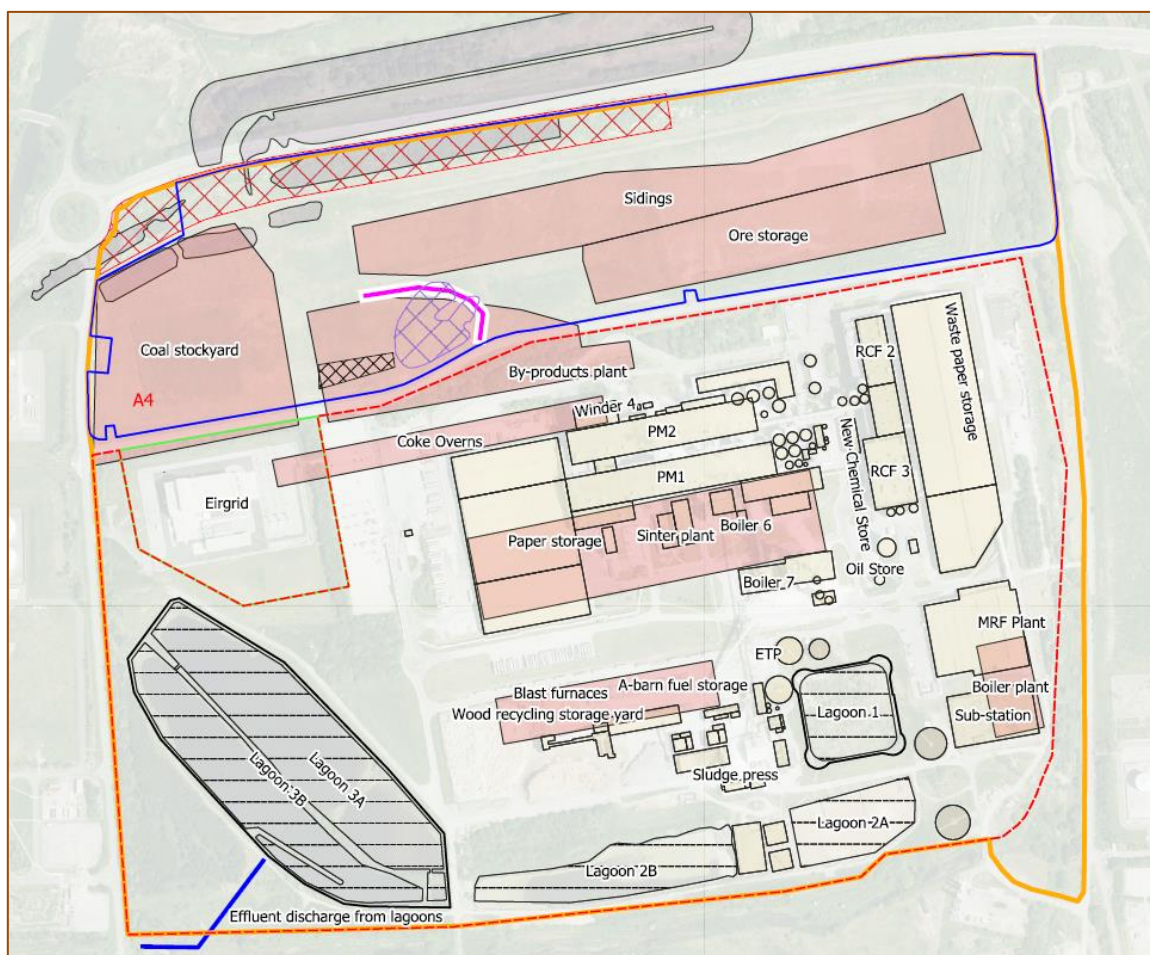 Sidings
Ore storage
Coal stockyard
A4
By-products plant
Winder 4
Coke Overns
PM2
PM1
RCF 2
Waste paper storage
New Chemical Store
RCF 3
Eirgrid
Paper storage
Sinter plant
Boiler 6
Oil Store
Boiler 7
MRF Plant
ETP
A-barn fuel storage
Blast furnaces
Boiler plant
Wood recycling storage yard
Lagoon 1
Sub-station
Lagoon 3A
Lagoon 3B
Sludge press
Lagoon 2A
Lagoon 2B
Effluent discharge from lagoons